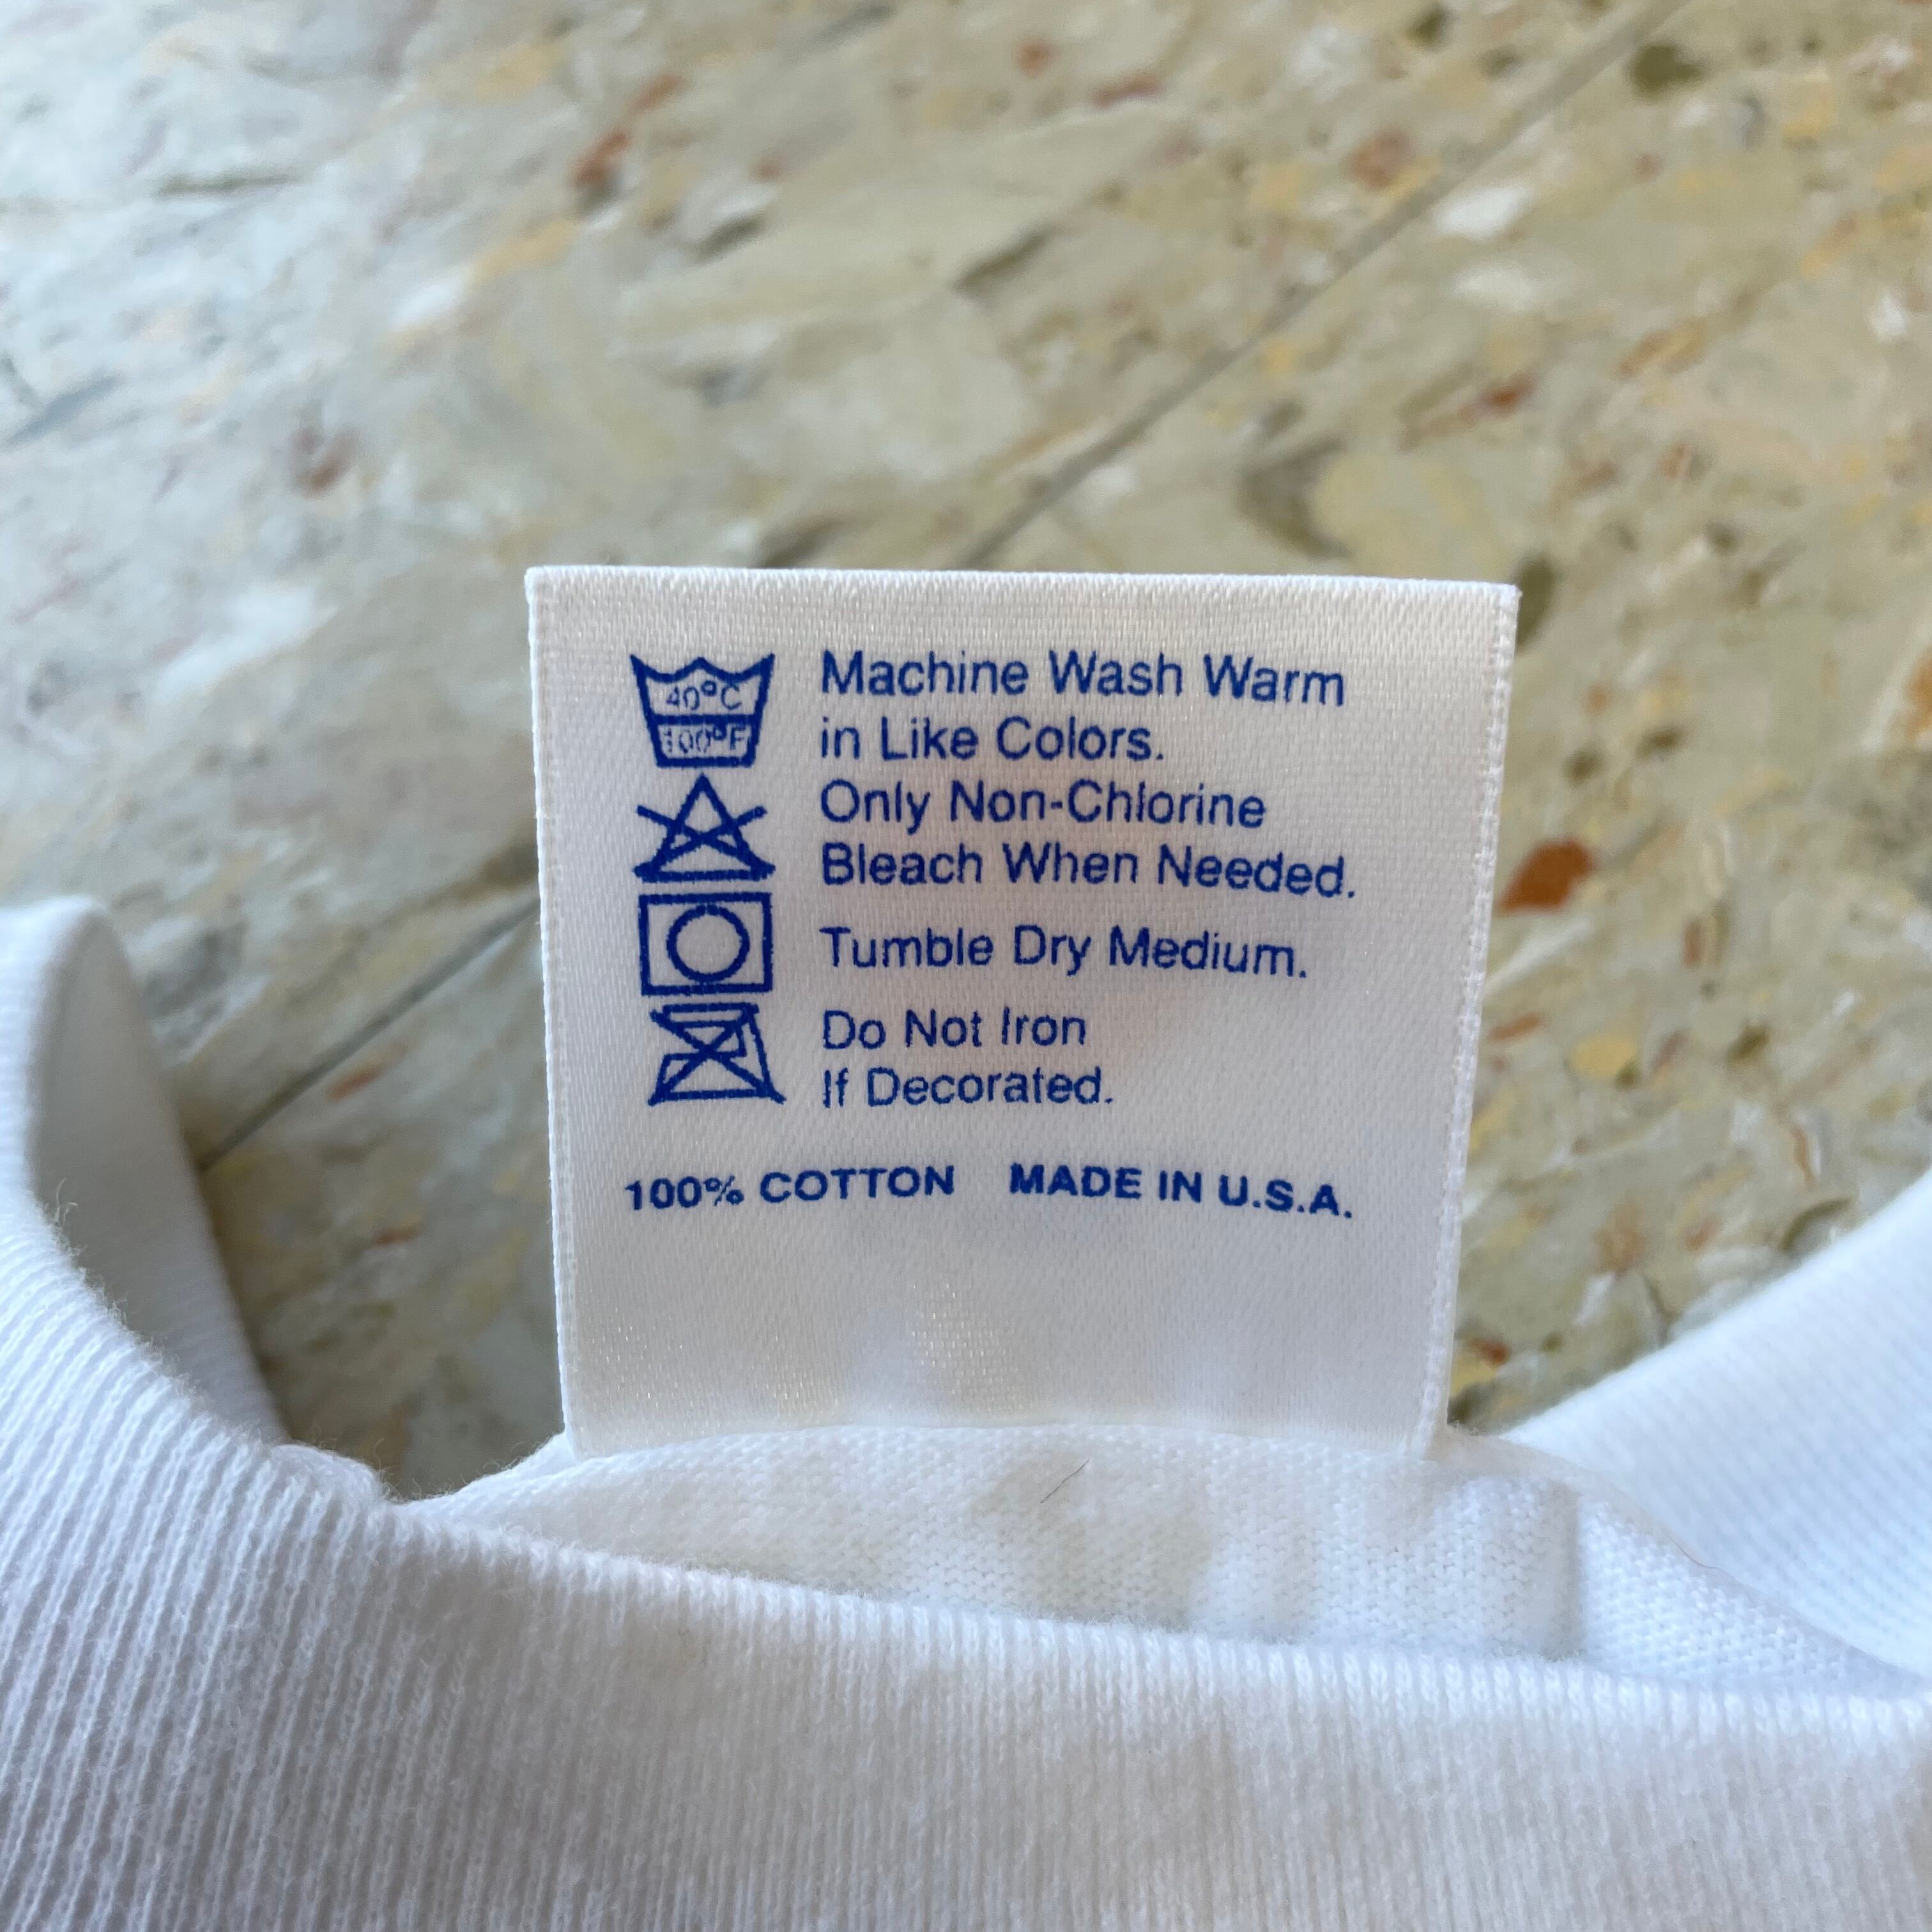 40°C
100°F
Machine Wash Warm
in Like Colors.
Only Non-Chlorine
Bleach When Needed.
Tumble Dry Medium.
Do Not Iron
If Decorated.
100% COTTON MADE IN U.S.A.